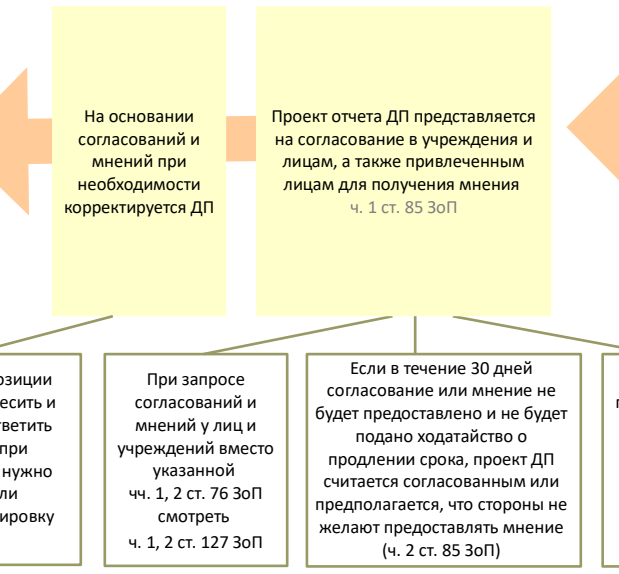 На основании
согласований и
мнений при
необходимости
корректируется ДП
Проект отчета ДП представляется
на согласование в учреждения и
лицам, а также привлеченным
лицам для получения мнения
ч. 1 ст. 85 ЗоП
при
нужно
При запросе
согласований и
мнений у лиц и
учреждений вместо
указанной
чч. 1, 2 ст. 76 ЗоП
смотреть
ч. 1, 2 ст. 127 ЗоП
Если в течение 30 дней
согласование или мнение не
будет предоставлено и не будет
подано ходатайство о
продлении срока, проект ДП
считается согласованным или
предполагается, что стороны не
желают предоставлять мнение
(ч. 2 ст. 85 ЗоП)